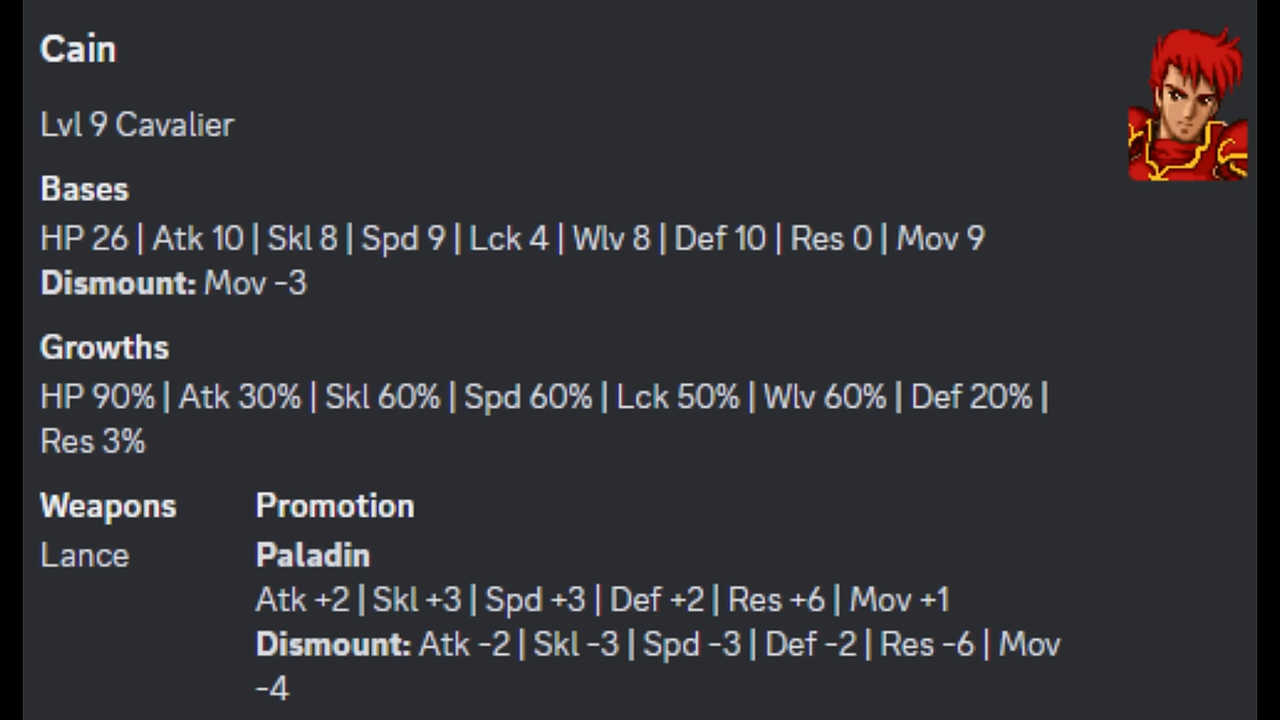 Cain
Lvl 9 Cavalier
Bases
HP 26 | Atk 10 | Skl 8 | Spd 9 | Lck 4 | Wlv 8 | Def 10 | Res 0 | Mov 9
Dismount: Mov -3
Growths
HP 90% | Atk 30% | Skl 60% | Spd 60% | Lck 50% | Wlv 60% | Def 20% |
Res 3%
Weapons
Lance
Promotion
Paladin
Atk +2 | Skl +3 | Spd +3 | Def +2 | Res +6 | Mov +1
Dismount: Atk -2 | Skl -3 | Spd -3 | Def -2 | Res -6 | Mov
-4